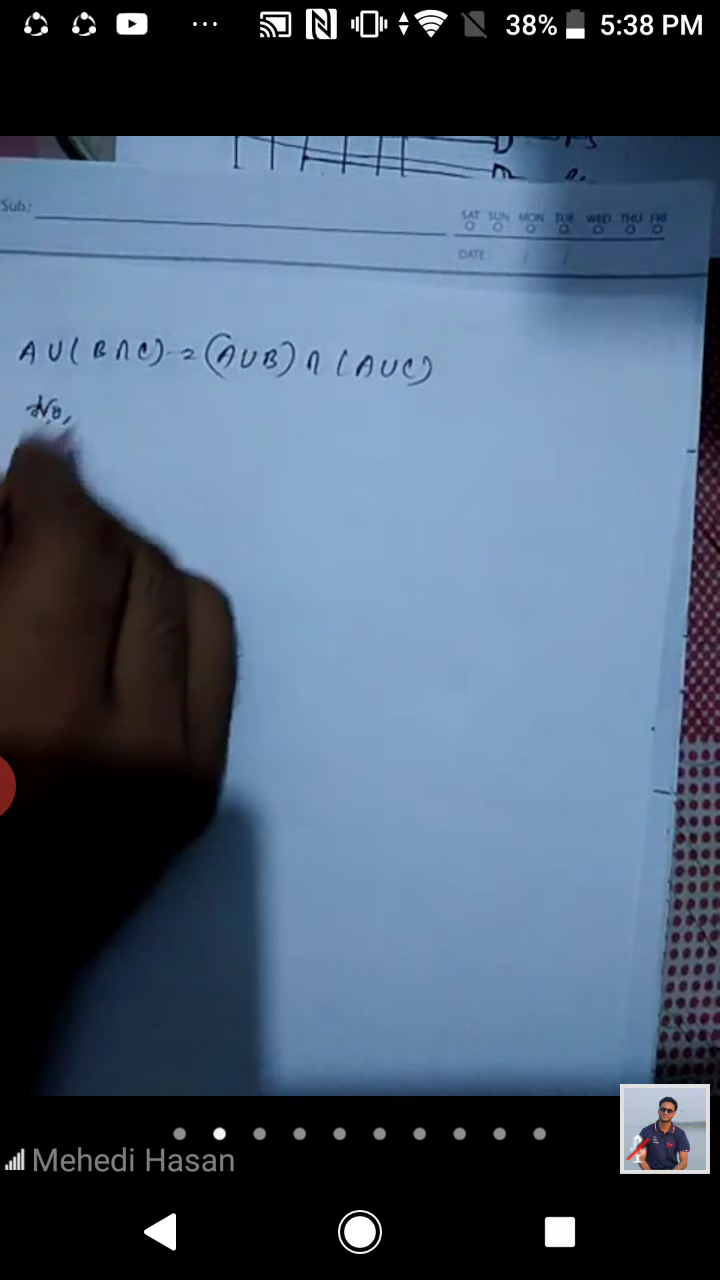 38% 5:38 PM
Sub.:
SAT SUN MON TUE WED THU FRI
DATE / /
A∪(B∩C) = (A∪B) ∩ (A∪C)
Mehedi Hasan